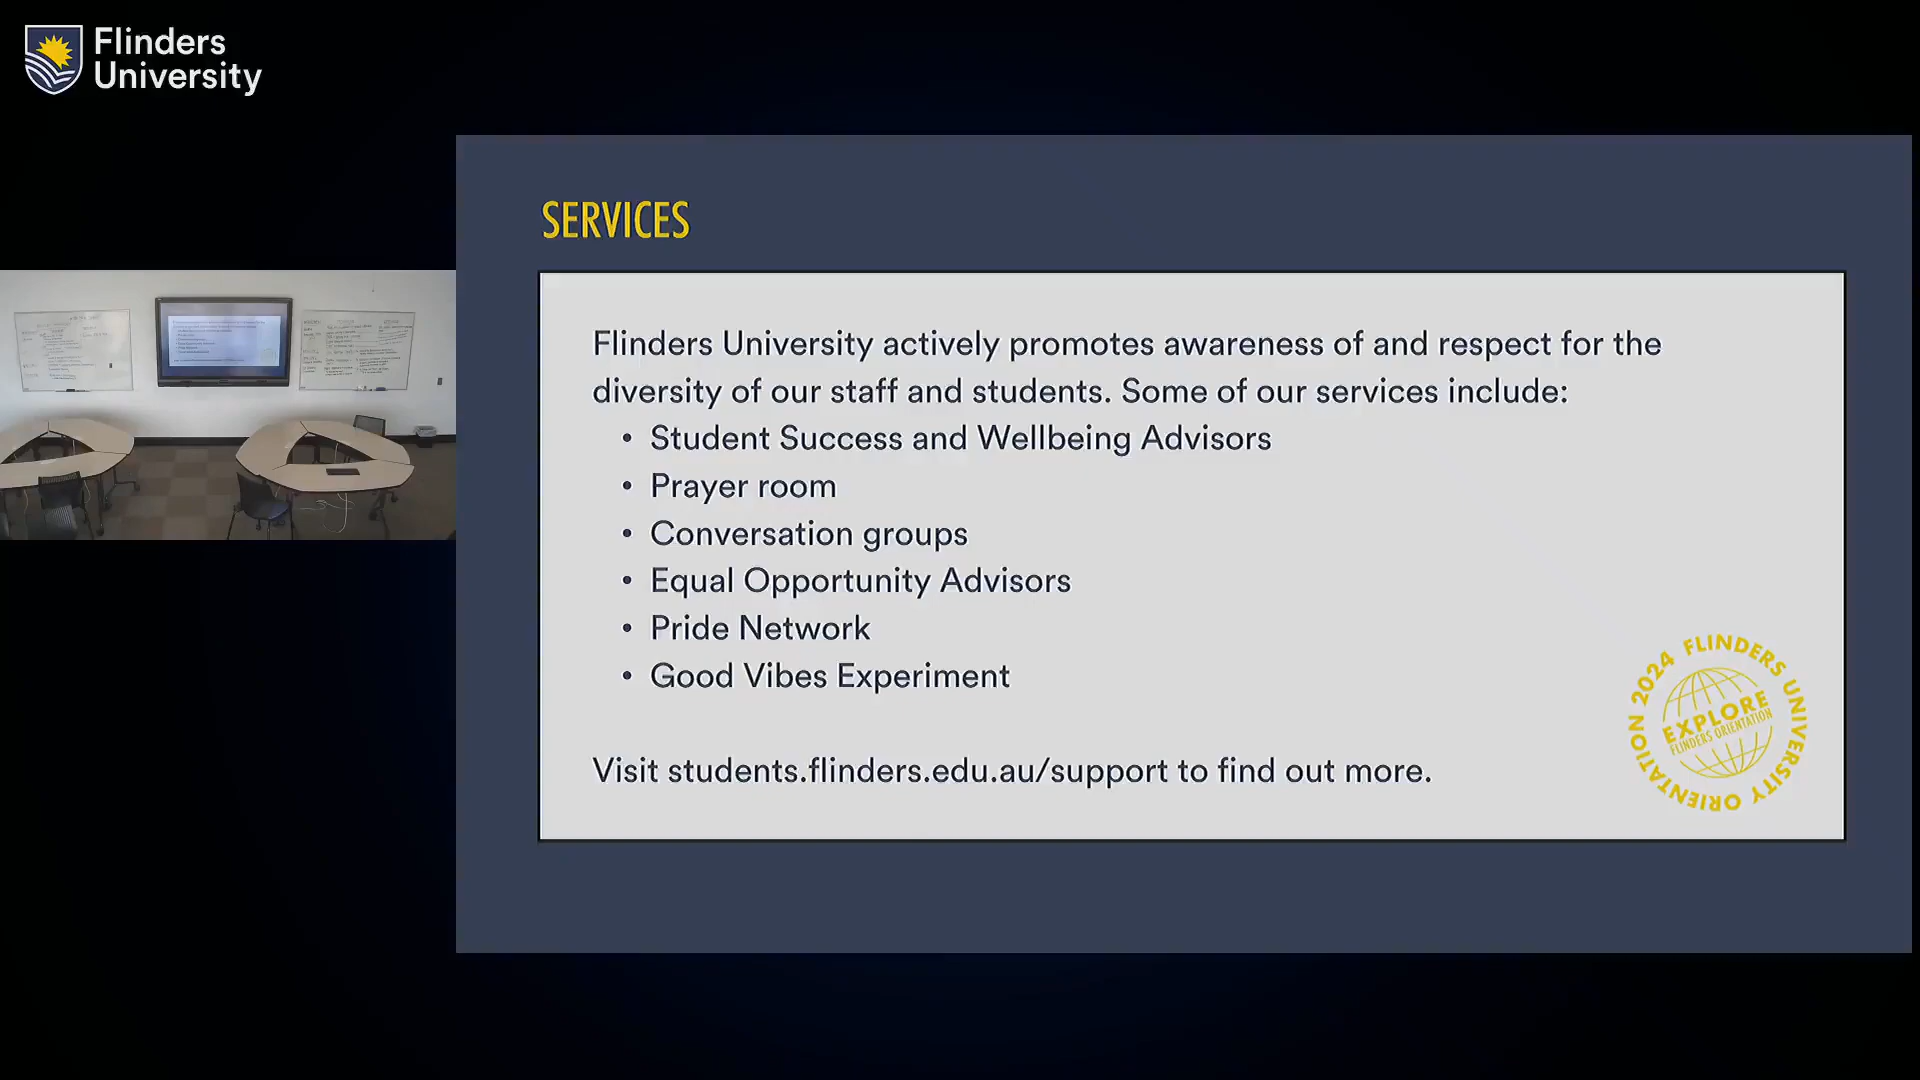 Flinders
University
SERVICES
Flinders University actively promotes awareness of and respect for the
diversity of our staff and students. Some of our services include:
• Student Success and Wellbeing Advisors
• Prayer room
• Conversation groups
• Equal Opportunity Advisors
• Pride Network
• Good Vibes Experiment
Visit students.flinders.edu.au/support to find out more.
FLINDERS UNIVERSITY ORIENTATION 2024
EXPLORE
FLINDERS ORIENTATION